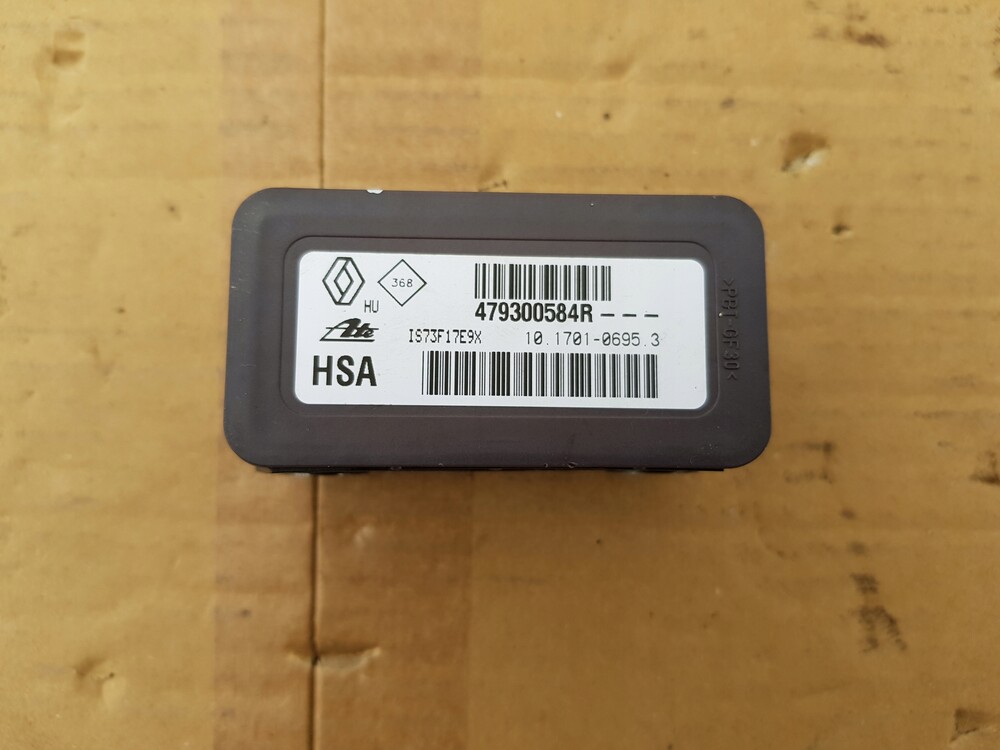 368
HU
479300584R---
Ate
IS73F17E9X 10.1701-0695.3
HSA
>PBT-GF30<